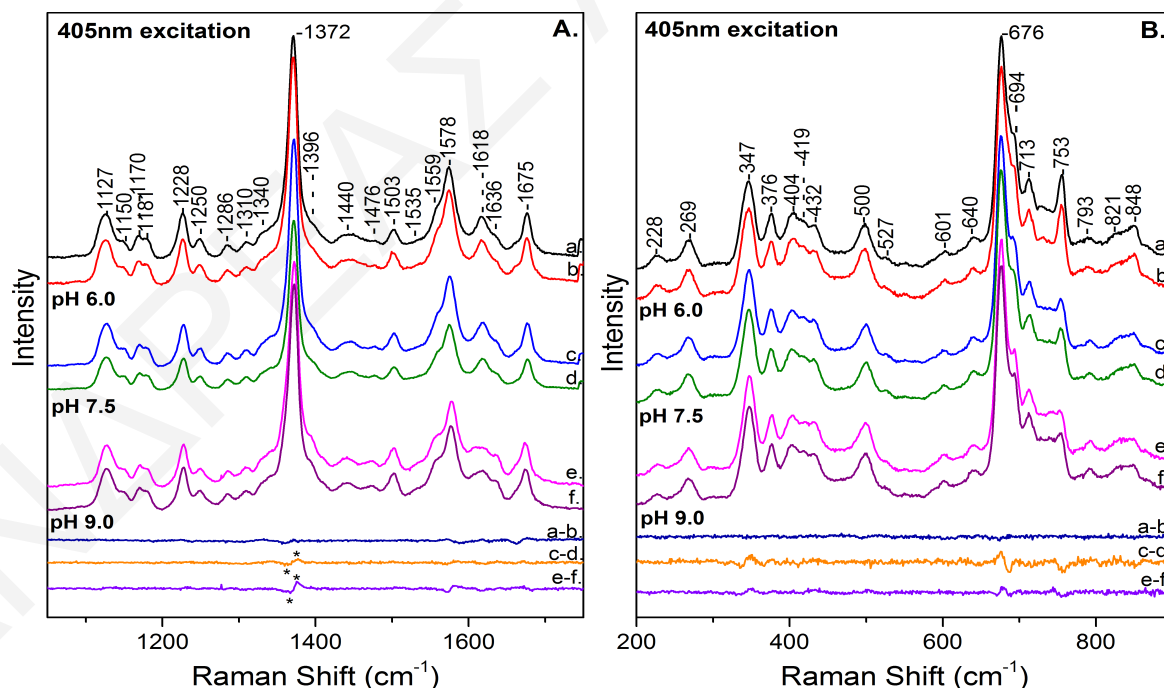 405nm excitation
A.
-1372
1127
-1150
-1170
1181
-1228
-1250
-1286
-1310
-1340
-1396
-1440
-1476
-1503
-1535
-1559
-1578
-1618
-1636
-1675
a.
b.
pH 6.0
c.
d.
pH 7.5
e.
f.
pH 9.0
a-b.
c-d.
e-f.
*
*
*
*
Intensity
1200
1400
1600
Raman Shift (cm⁻¹)
405nm excitation
B.
-676
-694
-228
-269
-347
-376
-404
-419
-432
-500
-527
-601
-640
-713
-753
-793
-821
-848
a
b
pH 6.0
c
d
pH 7.5
e
f
pH 9.0
a-b
c-d
e-f
Intensity
200
400
600
800
Raman Shift (cm⁻¹)